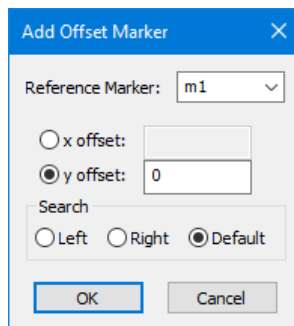 Add Offset Marker
Reference Marker: m1
x offset:
y offset: 0
Search
Left Right Default
OK Cancel